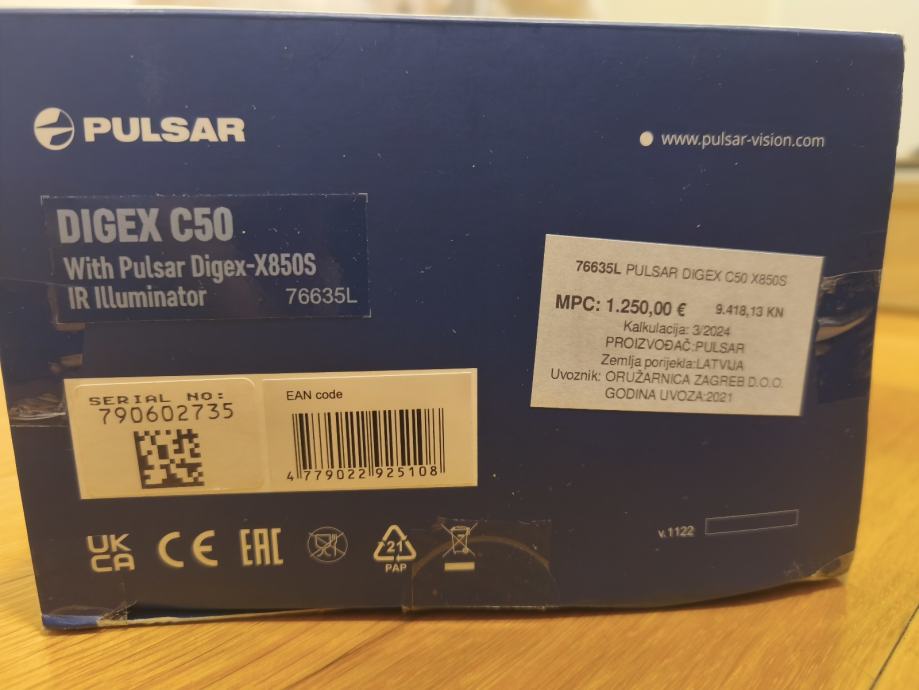 PULSAR
www.pulsar-vision.com
DIGEX C50
With Pulsar Digex-X850S
IR Illuminator 76635L
76635L PULSAR DIGEX C50 X850S
MPC: 1.250,00 € 9.418,13 KN
Kalkulacija: 3/2024
PROIZVOĐAČ:PULSAR
Zemlja porijekla:LATVIJA
Uvoznik: ORUŽARNICA ZAGREB D.O.O.
GODINA UVOZA:2021
SERIAL NO:
790602735
EAN code
4 779022 925108
UK
CA
CE
EAC
21
PAP
v.1122